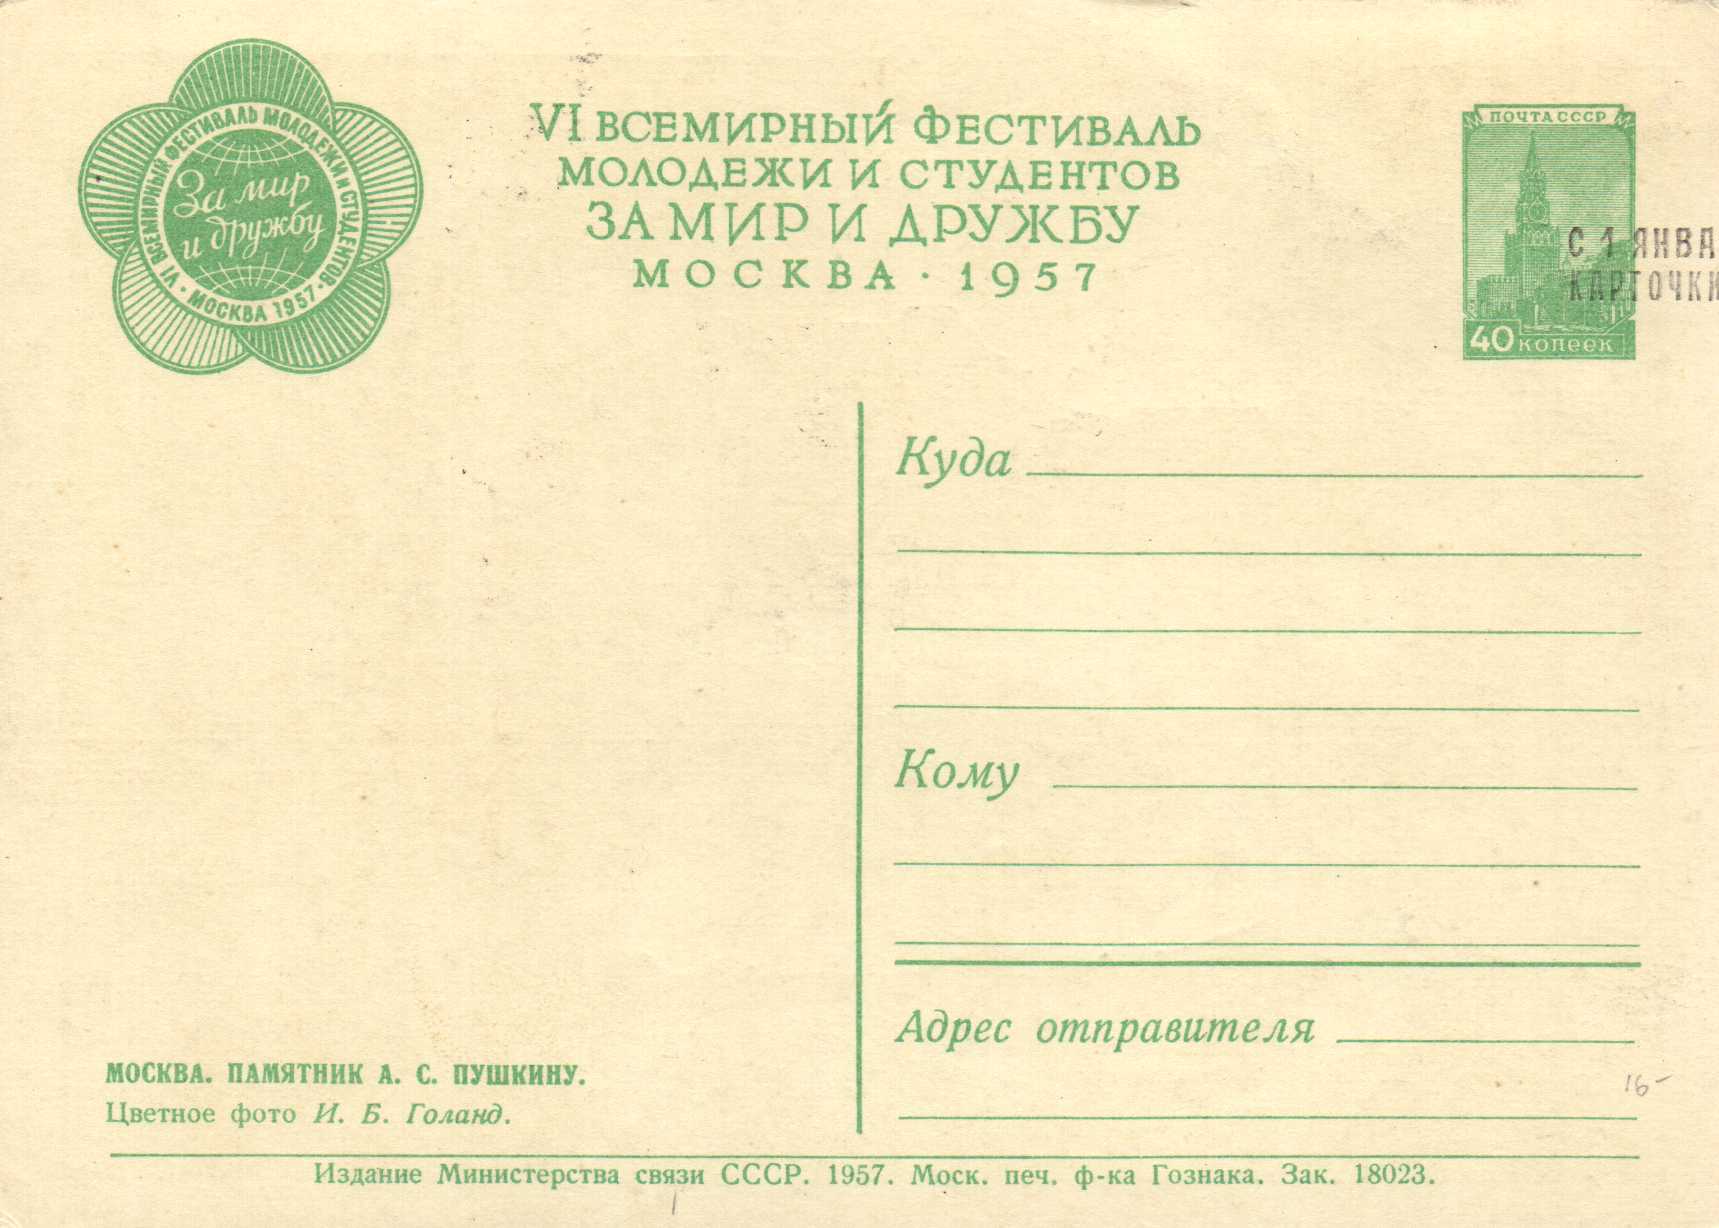 VI ВСЕМИРНЫЙ ФЕСТИВАЛЬ МОЛОДЕЖИ И СТУДЕНТОВ
• МОСКВА 1957 •
За мир
и дружбу
VI ВСЕМИРНЫЙ ФЕСТИВАЛЬ
МОЛОДЕЖИ И СТУДЕНТОВ
ЗА МИР И ДРУЖБУ
МОСКВА · 1957
ПОЧТА СССР
С 1 ЯНВА
КАРТОЧКИ
40 КОПЕЕК
Куда
Кому
Адрес отправителя
16-
МОСКВА. ПАМЯТНИК А. С. ПУШКИНУ.
Цветное фото И. Б. Голанд.
Издание Министерства связи СССР. 1957. Моск. печ. ф-ка Гознака. Зак. 18023.